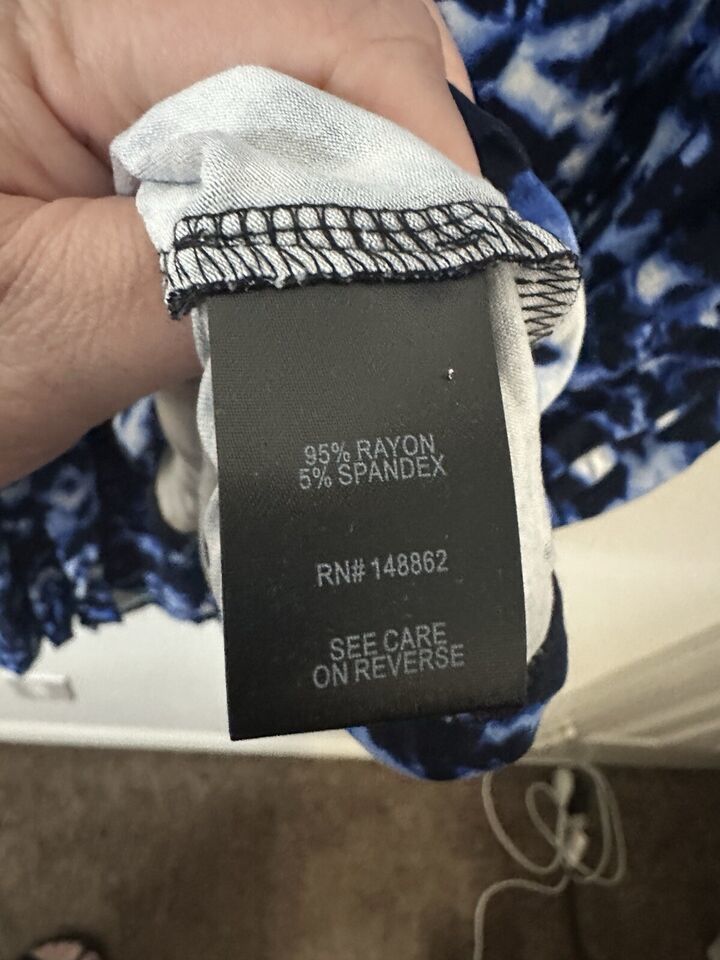 95% RAYON
5% SPANDEX
RN# 148862
SEE CARE
ON REVERSE